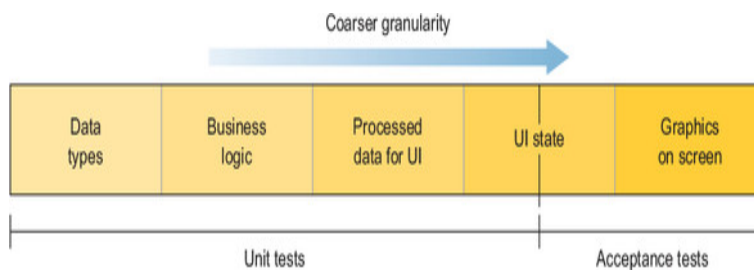 Coarser granularity
Data
types
Business
logic
Processed
data for UI
UI state
Graphics
on screen
Unit tests
Acceptance tests